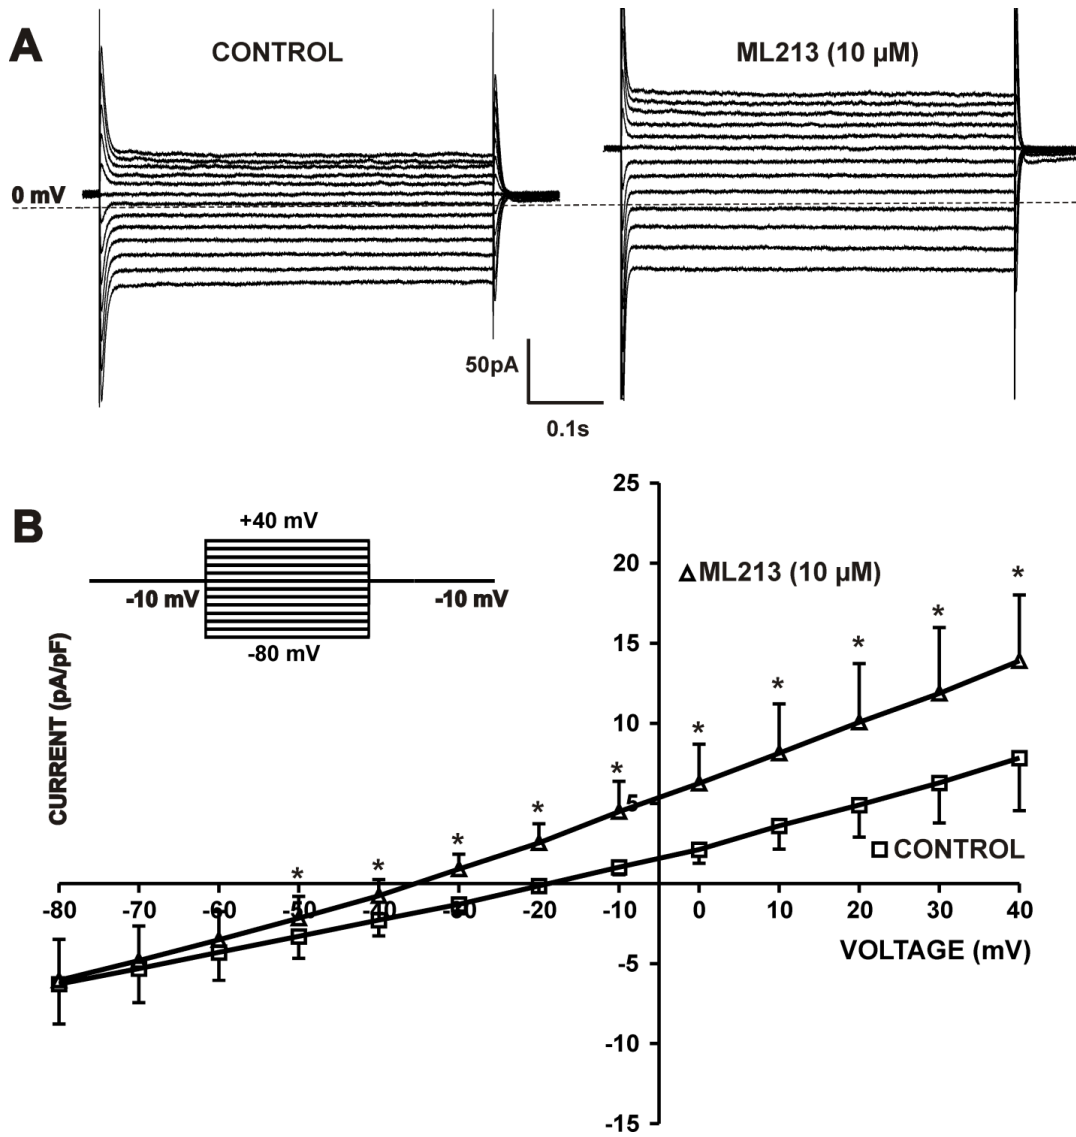 A
CONTROL
ML213 (10 µM)
0 mV
50pA
0.1s
B
+40 mV
-10 mV
-10 mV
-80 mV
CURRENT (pA/pF)
25
20
15
10
5
-5
-10
-15
ML213 (10 µM)
* * * * * * * * * *
CONTROL
-80 -70 -60 -50 -40 -30 -20 -10 0 10 20 30 40
VOLTAGE (mV)